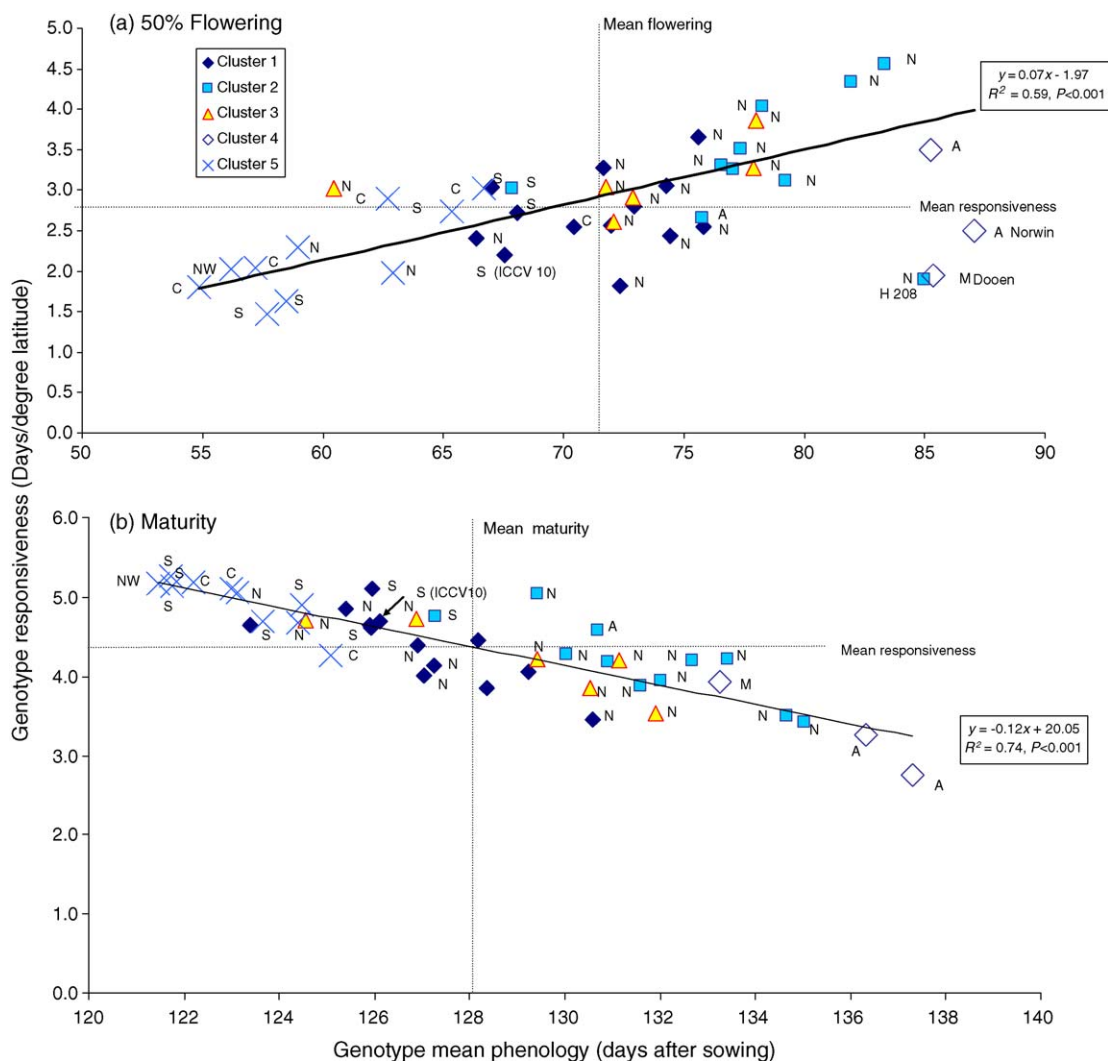 Genotype responsiveness (Days/degree latitude)
(a) 50% Flowering
Cluster 1
Cluster 2
Cluster 3
Cluster 4
Cluster 5
Mean flowering
y = 0.07x - 1.97
R² = 0.59, P<0.001
5.0
4.5
4.0
3.5
3.0
2.5
2.0
1.5
1.0
0.5
0.0
N
N
N
N
N
N
N
N
N
N
A
N
C
S
S
N
N
S
S
N
Mean responsiveness
C
N
A
N
N
N
A Norwin
N
NW
C
N
S (ICCV 10)
C
N
N
M Dooen
H 208
S
S
50 55 60 65 70 75 80 85 90
(b) Maturity
Mean maturity
6.0
5.0
4.0
3.0
2.0
1.0
0.0
S
S
NW
C
C
N
S
S
S
S (ICCV10)
N
N
N
S
S
N
N
S
A
Mean responsiveness
C
N
N
N
N
N
N
N
N
N
M
N
N
N
N
A
A
y = -0.12x + 20.05
R² = 0.74, P<0.001
120 122 124 126 128 130 132 134 136 138 140
Genotype mean phenology (days after sowing)